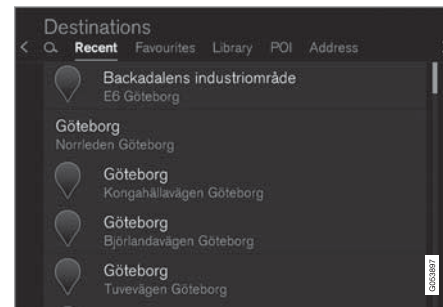 Destinations
Recent Favourites Library POI Address
Backadalens industriområde
E6 Göteborg
Göteborg
Norrleden Göteborg
Göteborg
Kongahällavägen Göteborg
Göteborg
Björlandavägen Göteborg
Göteborg
Tuvevägen Göteborg
G053897